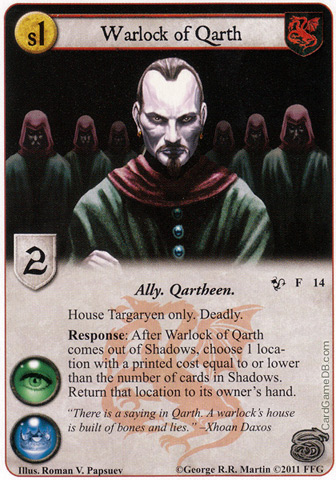 s1
Warlock of Qarth
2
Ally. Qartheen.
F 14
House Targaryen only. Deadly.
Response: After Warlock of Qarth
comes out of Shadows, choose 1 loca-
tion with a printed cost equal to or lower
than the number of cards in Shadows.
Return that location to its owner's hand.
"There is a saying in Qarth. A warlock's house
is built of bones and lies." –Xhoan Daxos
Illus. Roman V. Papsuev
©George R.R. Martin ©2011 FFG
CardGameDB.com